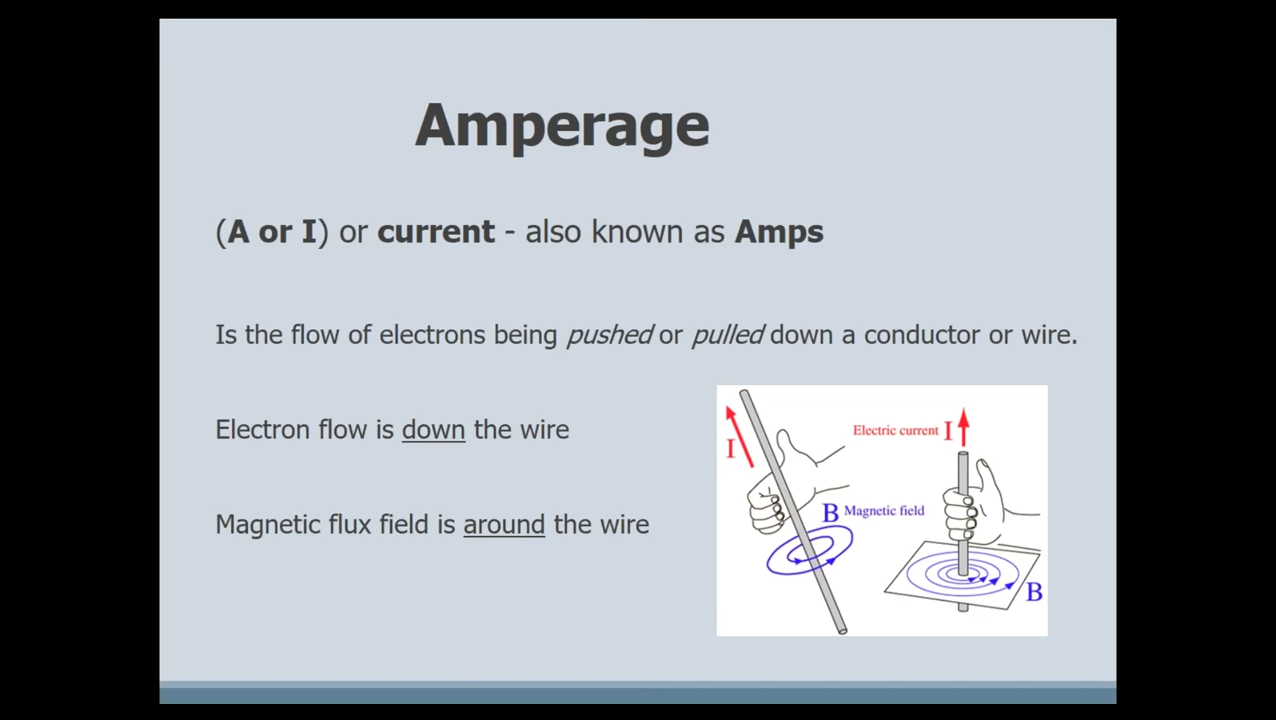 Amperage
(A or I) or current - also known as Amps
Is the flow of electrons being pushed or pulled down a conductor or wire.
Electron flow is down the wire
Magnetic flux field is around the wire
I
B Magnetic field
Electric current I
B